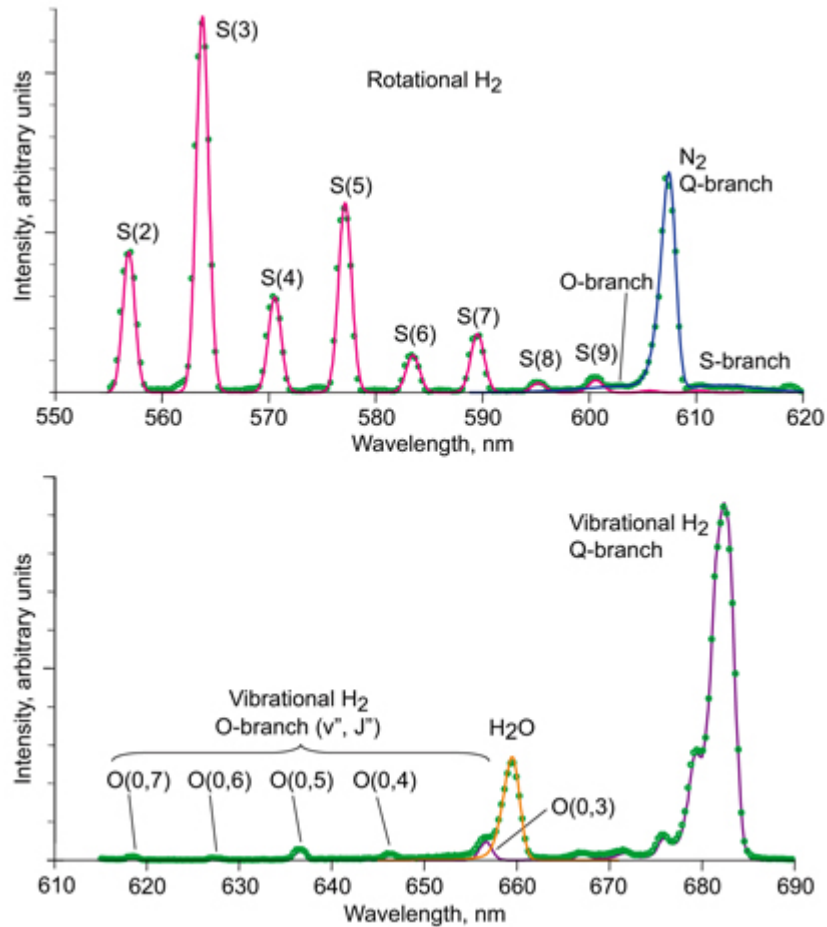 Intensity, arbitrary units
S(3)
Rotational H2
N2
Q-branch
S(5)
S(2)
S(4)
O-branch
S(7)
S(6)
S(8)
S(9)
S-branch
550 560 570 580 590 600 610 620
Wavelength, nm
Intensity, arbitrary units
Vibrational H2
Q-branch
Vibrational H2
O-branch (v”, J”)
H2O
O(0,7) O(0,6) O(0,5) O(0,4)
O(0,3)
610 620 630 640 650 660 670 680 690
Wavelength, nm